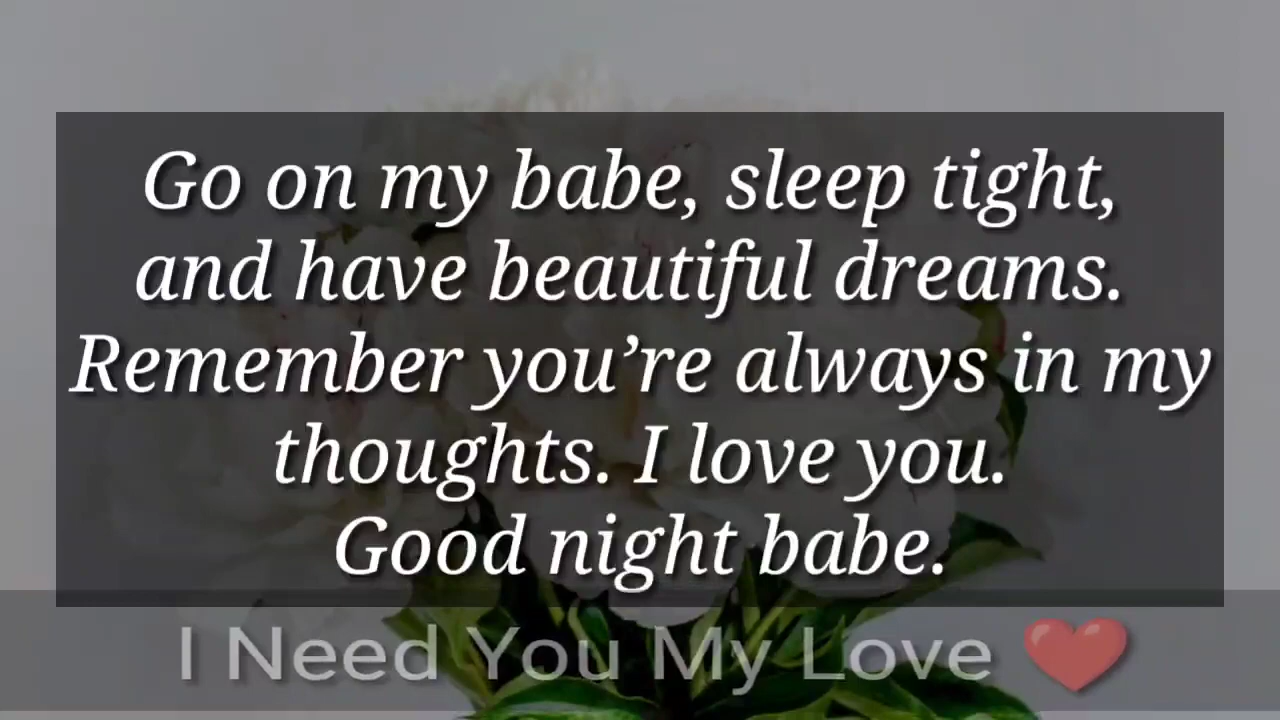 Go on my babe, sleep tight,
and have beautiful dreams.
Remember you’re always in my
thoughts. I love you.
Good night babe.
I Need You My Love ❤️